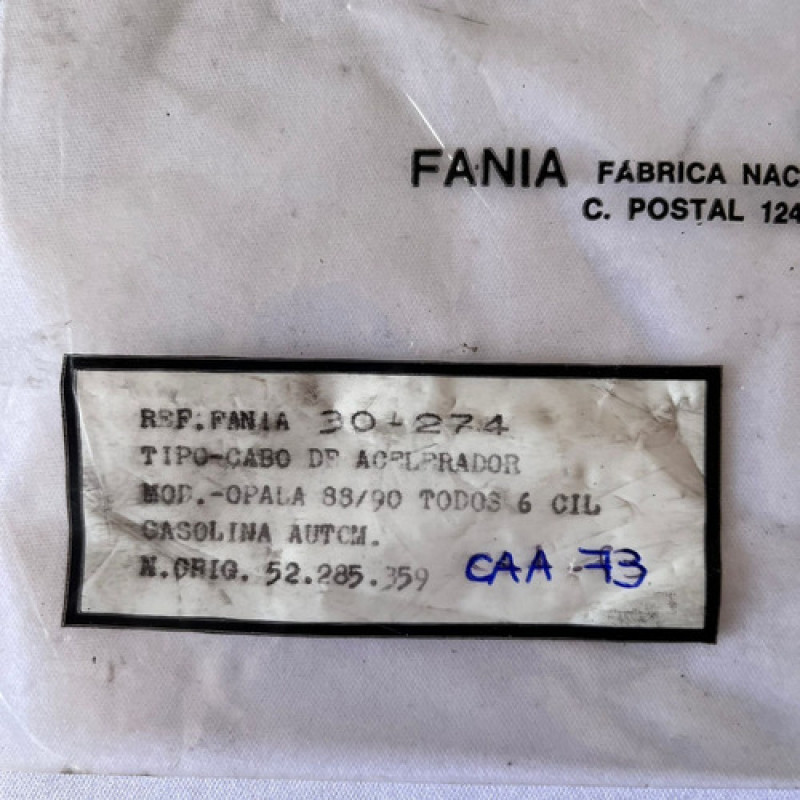 FANIA FÁBRICA NAC
C. POSTAL 124
REF.FANIA 30-274
TIPO-CABO DE ACELERADOR
MOD.-OPALA 88/90 TODOS 6 CIL
GASOLINA AUTOM.
N.ORIG. 52.285.359 CAA 73